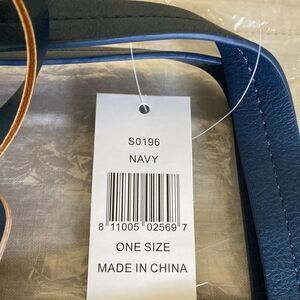 S0196
NAVY
8 11005 02569 7
ONE SIZE
MADE IN CHINA